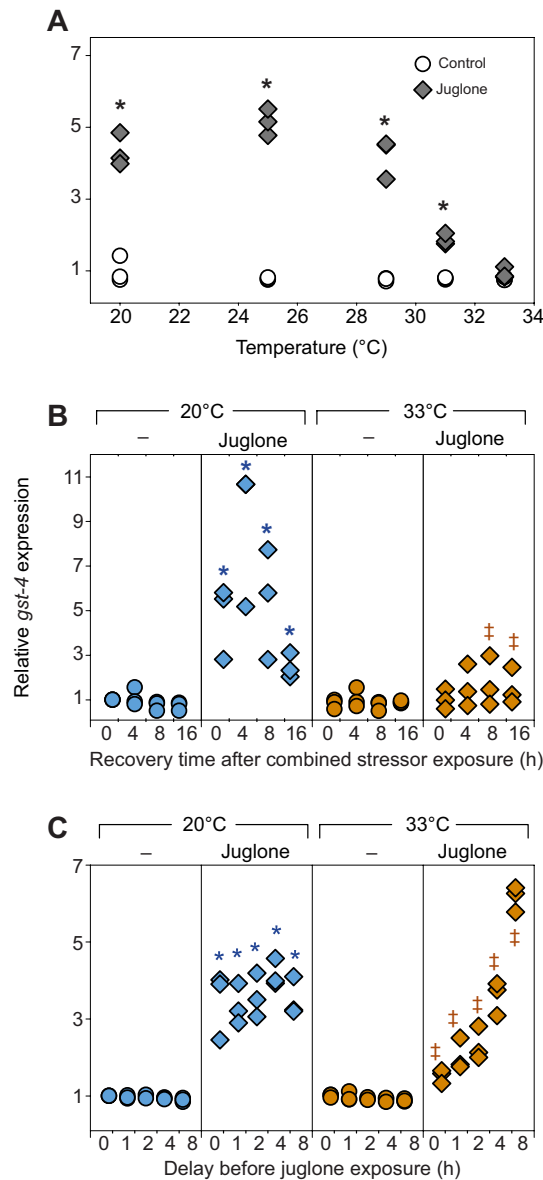 A
7
5
3
1
Control
Juglone
*
*
*
*
20 22 24 26 28 30 32 34
Temperature (°C)
B
20°C 33°C
– Juglone – Juglone
Relative gst-4 expression
11
9
7
5
3
1
* * * *
‡ ‡
0 4 8 12 16 0 4 8 12 16 0 4 8 12 16 0 4 8 12 16
Recovery time after combined stressor exposure (h)
C
20°C 33°C
– Juglone – Juglone
7
5
3
1
* * * * *
‡ ‡ ‡ ‡ ‡
0 1 2 4 8 0 1 2 4 8 0 1 2 4 8 0 1 2 4 8
Delay before juglone exposure (h)